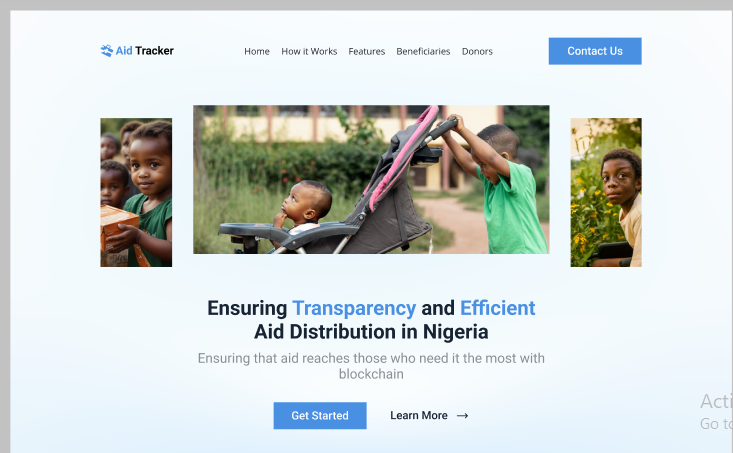 Aid Tracker
Home How it Works Features Beneficiaries Donors
Contact Us
Ensuring Transparency and Efficient
Aid Distribution in Nigeria
Ensuring that aid reaches those who need it the most with
blockchain
Get Started
Learn More →
Go to